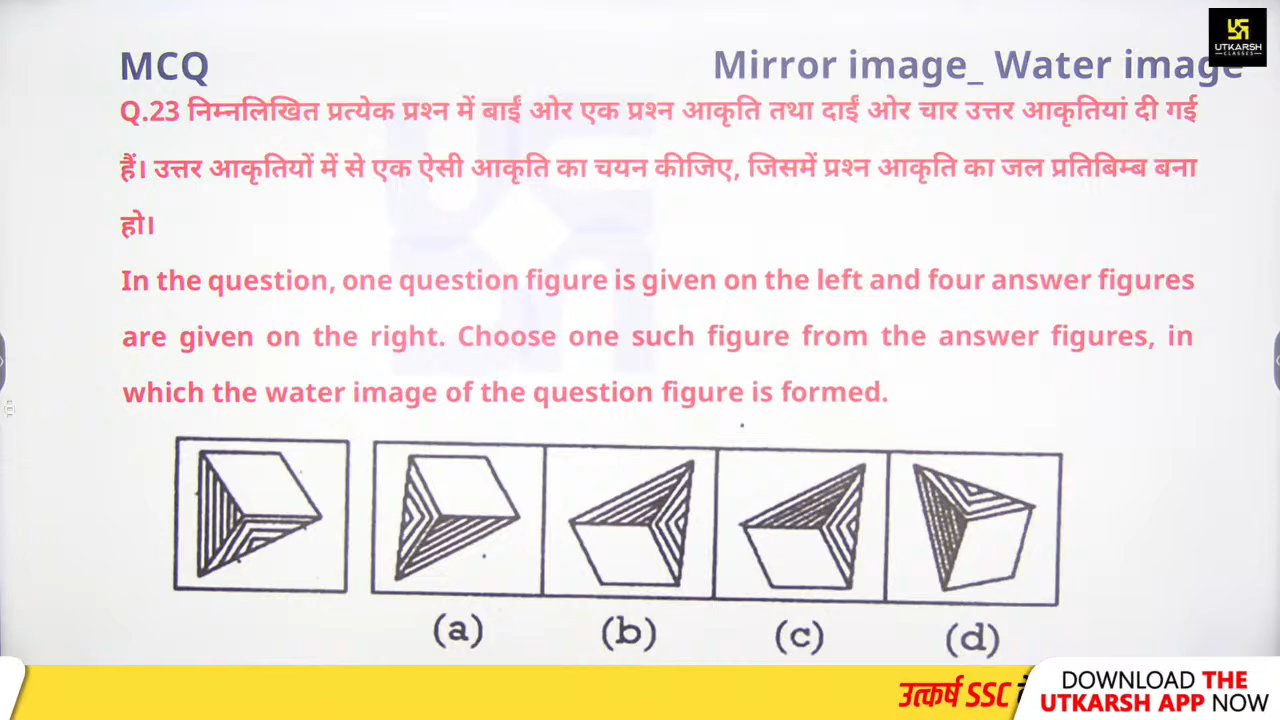 UTKARSH
CLASSES
MCQ
Mirror image_ Water image
Q.23 निम्नलिखित प्रत्येक प्रश्न में बाईं ओर एक प्रश्न आकृति तथा दाईं ओर चार उत्तर आकृतियां दी गई
हैं। उत्तर आकृतियों में से एक ऐसी आकृति का चयन कीजिए, जिसमें प्रश्न आकृति का जल प्रतिबिम्ब बना
हो।
In the question, one question figure is given on the left and four answer figures
are given on the right. Choose one such figure from the answer figures, in
which the water image of the question figure is formed.
(a) (b) (c) (d)
उत्कर्ष SSC
DOWNLOAD THE
UTKARSH APP NOW